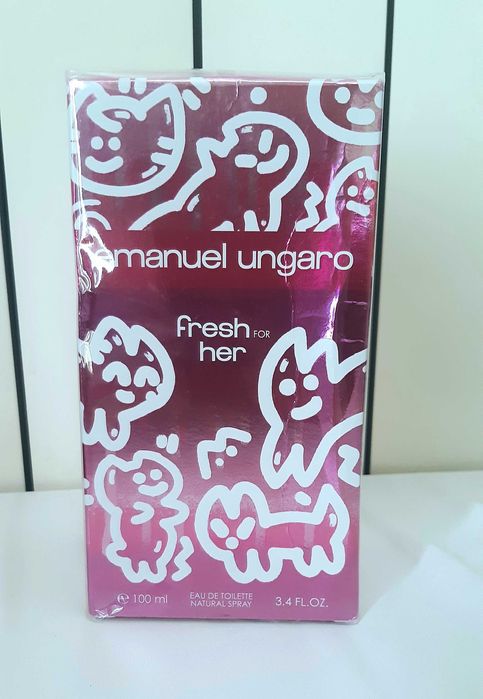 emanuel ungaro
fresh FOR
her
℮ 100 ml EAU DE TOILETTE NATURAL SPRAY 3.4 FL.OZ.